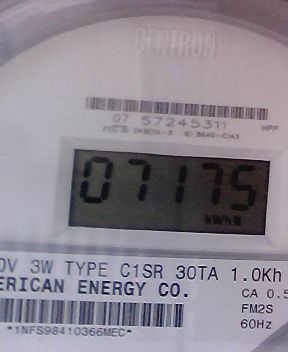 CENTRON
07 57245311
HPP
07175
kWh
0V 3W TYPE C1SR 30TA 1.0Kh
ERICAN ENERGY CO.
CA 0.5
FM2S
60Hz
*1NFS98410366MEC*